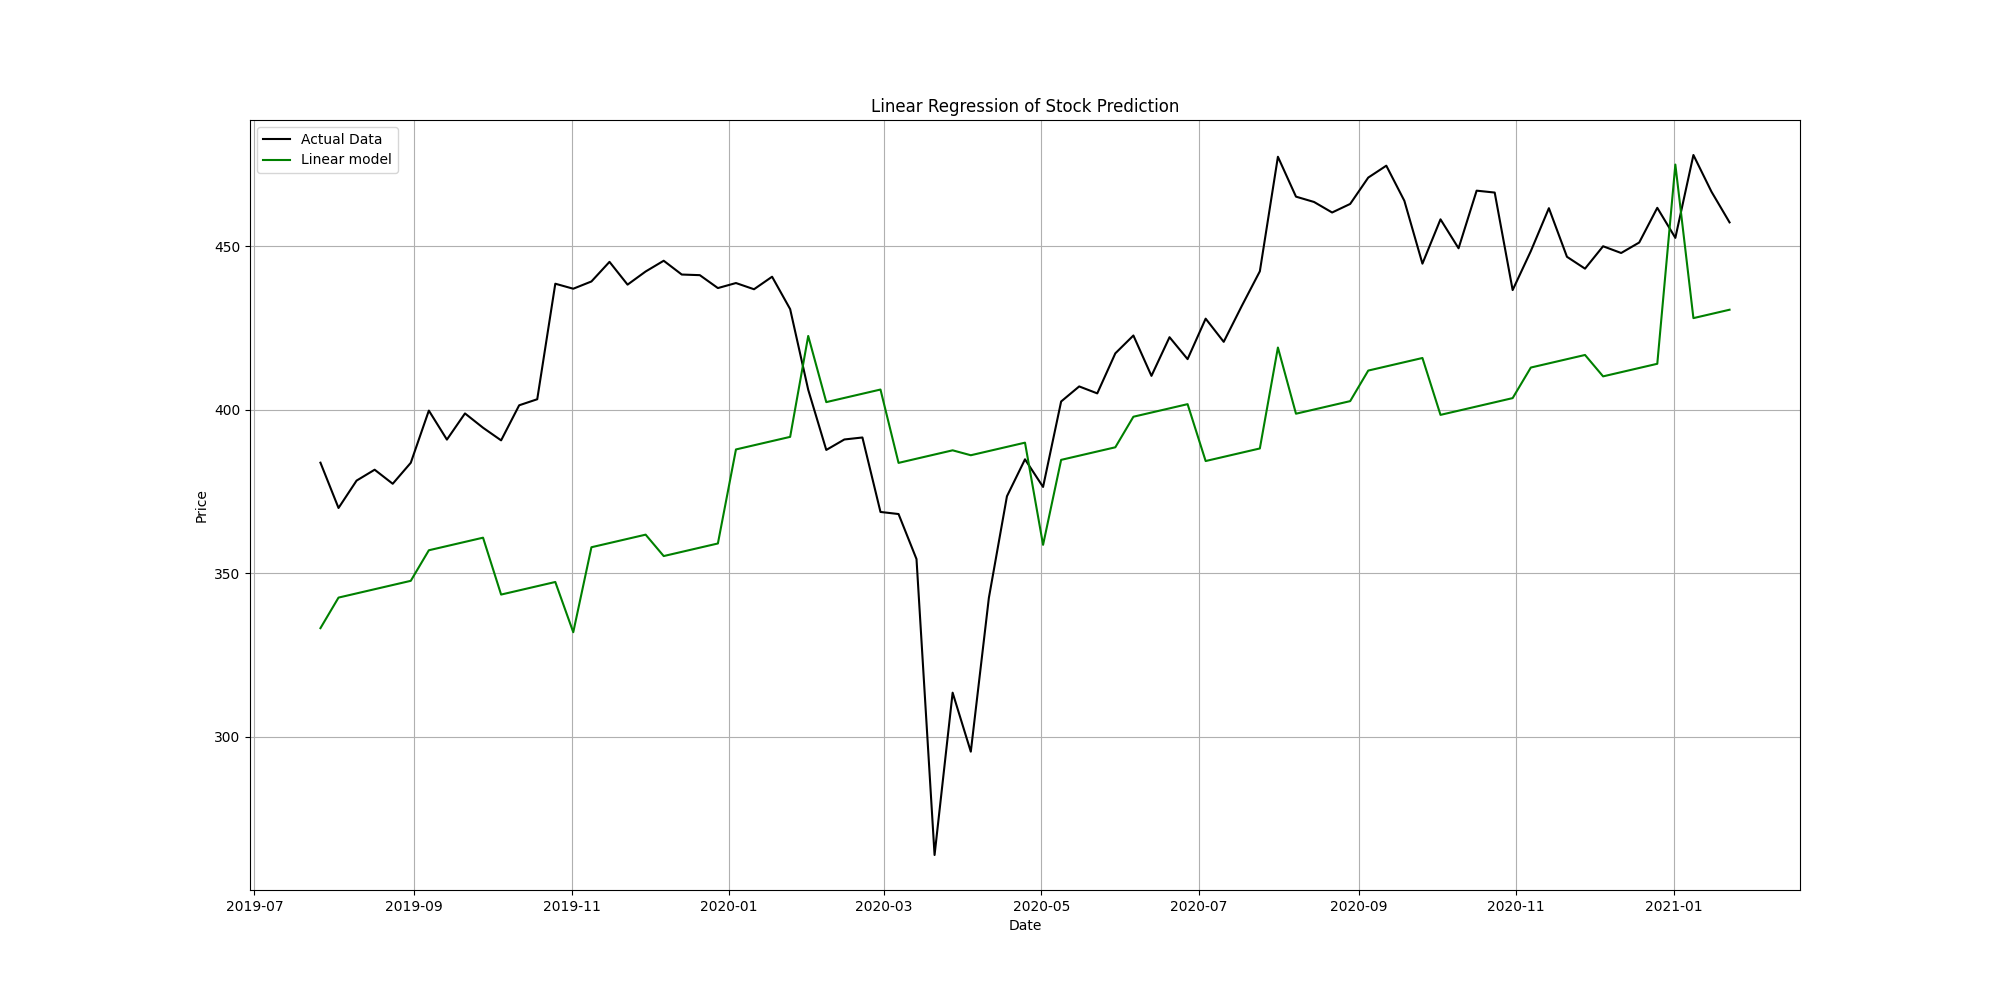 Linear Regression of Stock Prediction
Actual Data
Linear model
450
400
350
300
Price
2019-07 2019-09 2019-11 2020-01 2020-03 2020-05 2020-07 2020-09 2020-11 2021-01
Date